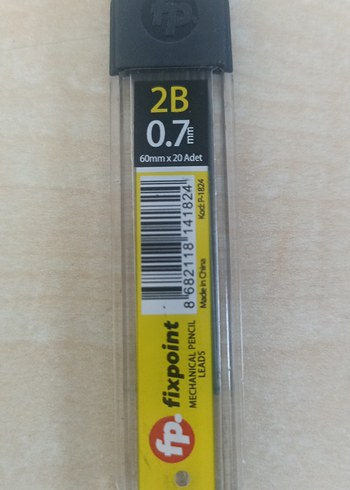 fp.
2B
0.7mm
60mm x 20 Adet
8 682118 141824
Kod: P-1824
Made In China
fp. fixpoint
MECHANICAL PENCIL
LEADS